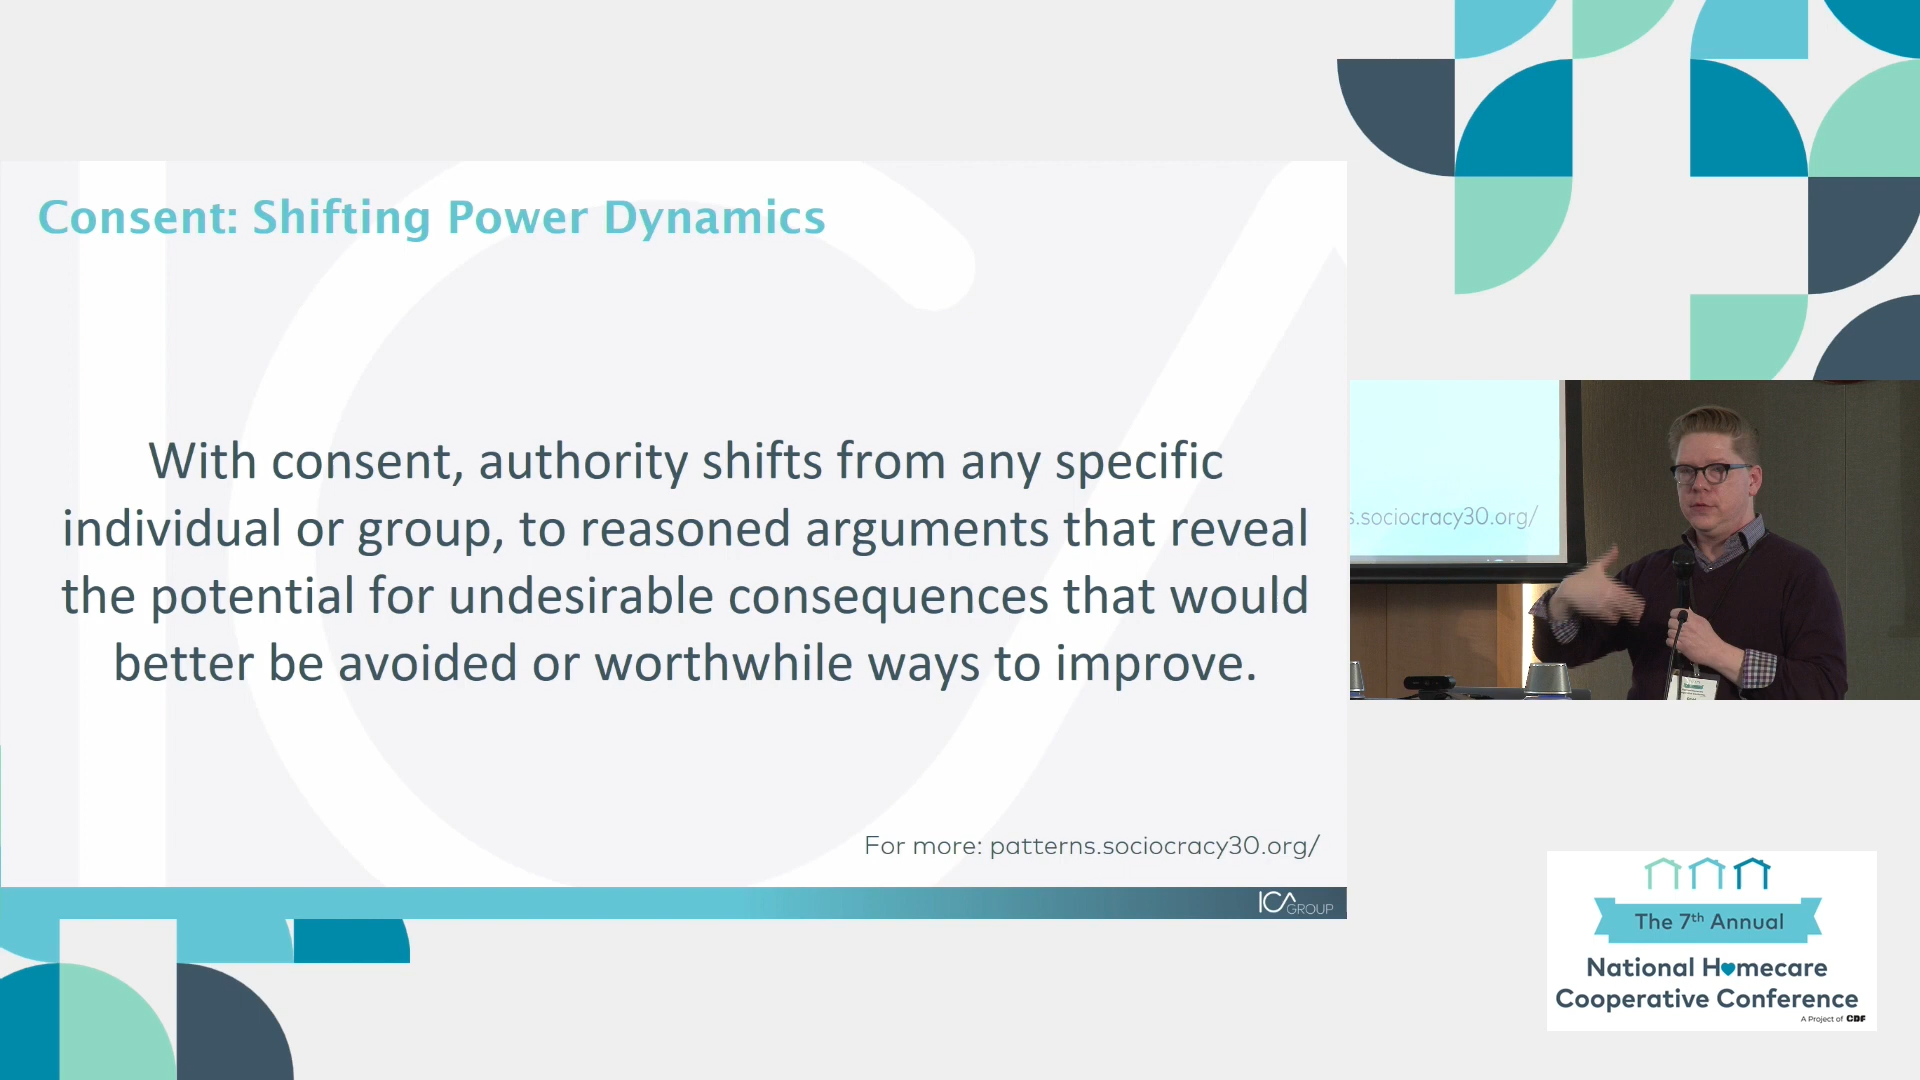 Consent: Shifting Power Dynamics
With consent, authority shifts from any specific
individual or group, to reasoned arguments that reveal
the potential for undesirable consequences that would
better be avoided or worthwhile ways to improve.
For more: patterns.sociocracy30.org/
ICA GROUP
s.sociocracy30.org/
The 7th Annual
National Homecare
Cooperative Conference
A Project of CDF